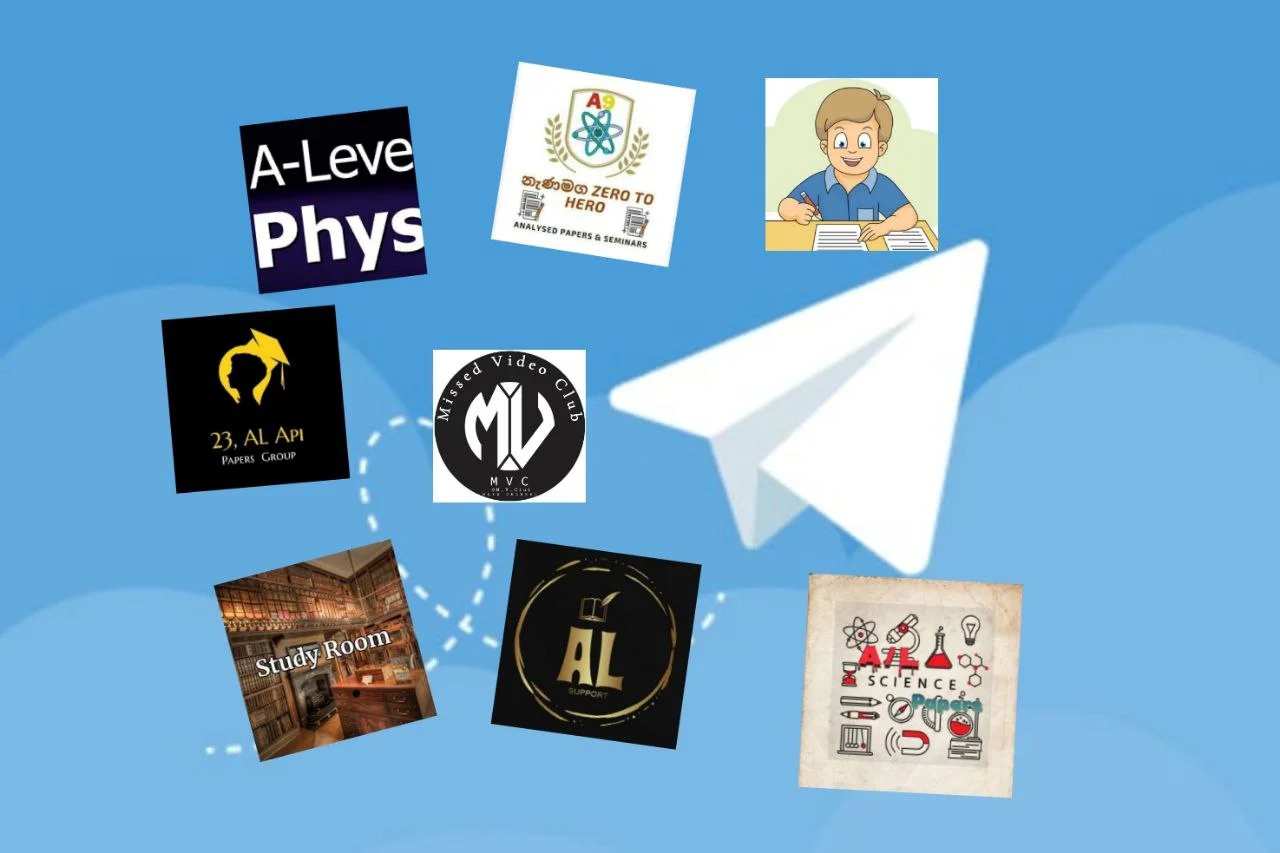 A-Leve
Phys
A9
නැණමග ZERO TO
HERO
ANALYSED PAPERS & SEMINARS
23, AL Api
Papers Group
Missed Video Club
MV
MVC
Study Room
AL
SUPPORT
A/L
SCIENCE
Papers